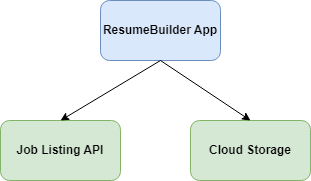 ResumeBuilder App
Job Listing API
Cloud Storage